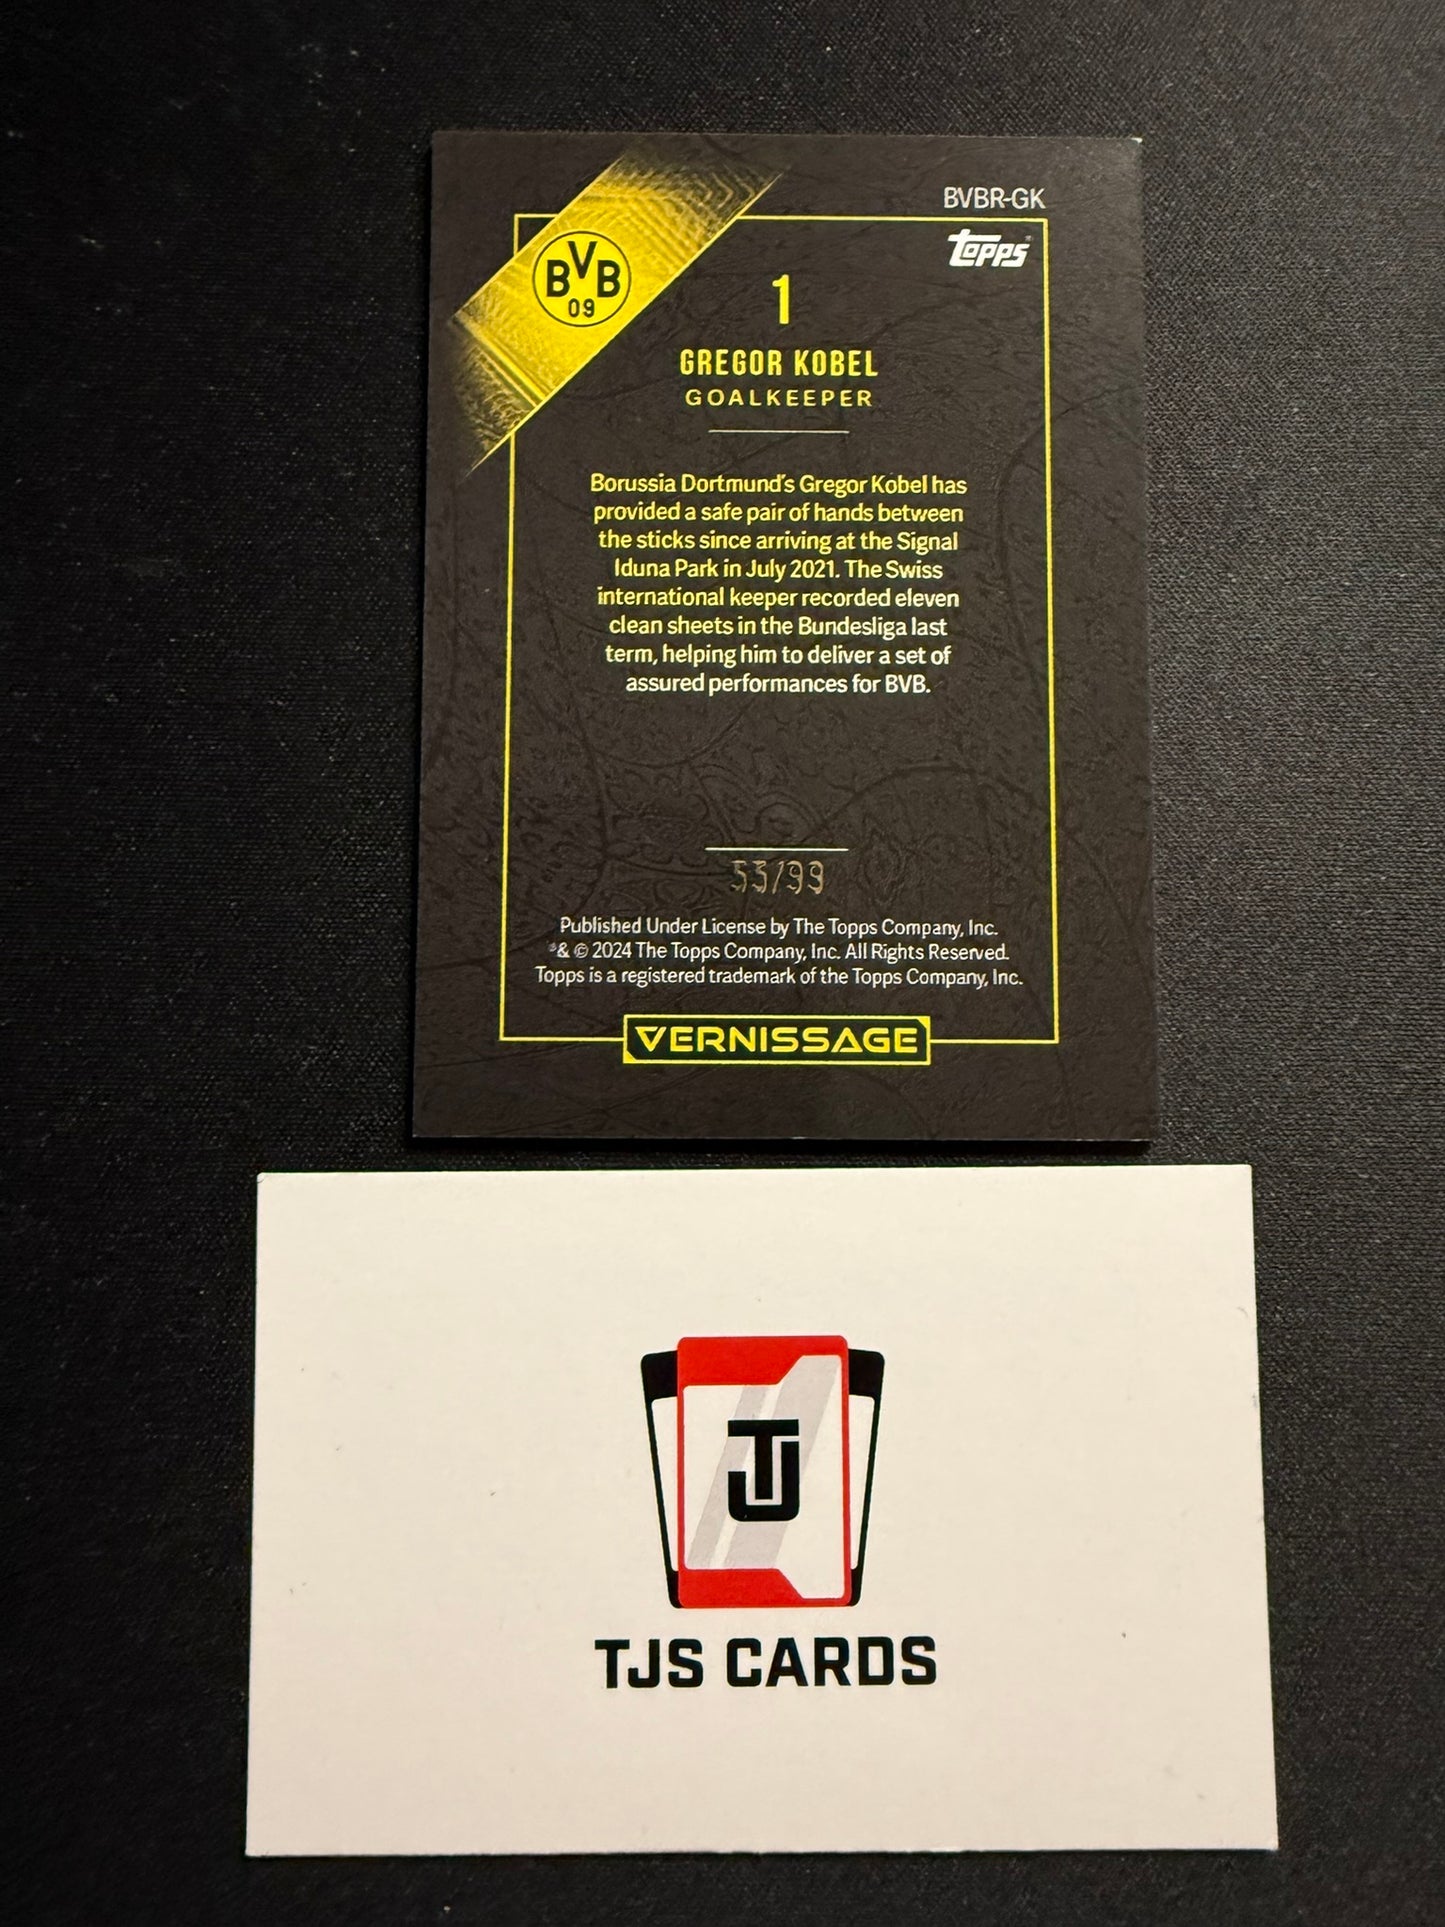 BVBR-GK
Topps
BVB
09
1
GREGOR KOBEL
GOALKEEPER
Borussia Dortmund's Gregor Kobel has
provided a safe pair of hands between
the sticks since arriving at the Signal
Iduna Park in July 2021. The Swiss
international keeper recorded eleven
clean sheets in the Bundesliga last
term, helping him to deliver a set of
assured performances for BVB.
53/99
Published Under License by The Topps Company, Inc.
®& © 2024 The Topps Company, Inc. All Rights Reserved.
Topps is a registered trademark of the Topps Company, Inc.
VERNISSAGE
TJ
TJS CARDS